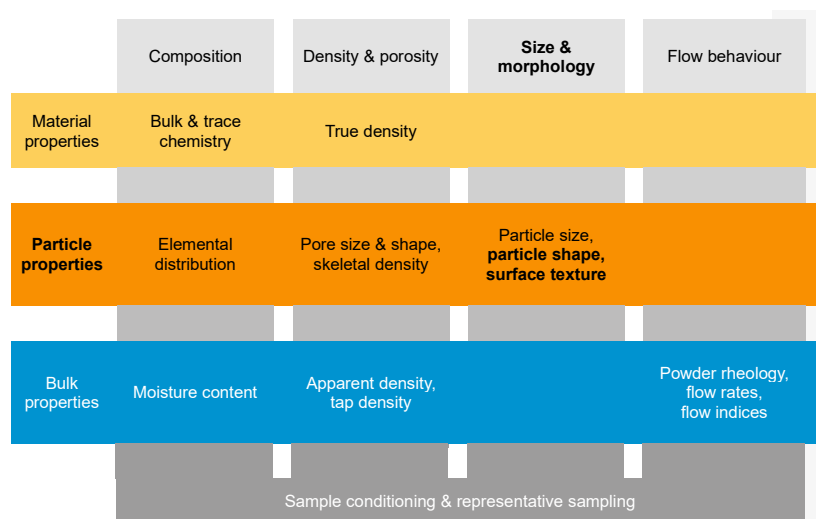 Composition
Density & porosity
Size &
morphology
Flow behaviour
Material
properties
Bulk & trace
chemistry
True density
Particle
properties
Elemental
distribution
Pore size & shape,
skeletal density
Particle size,
particle shape,
surface texture
Bulk
properties
Moisture content
Apparent density,
tap density
Powder rheology,
flow rates,
flow indices
Sample conditioning & representative sampling